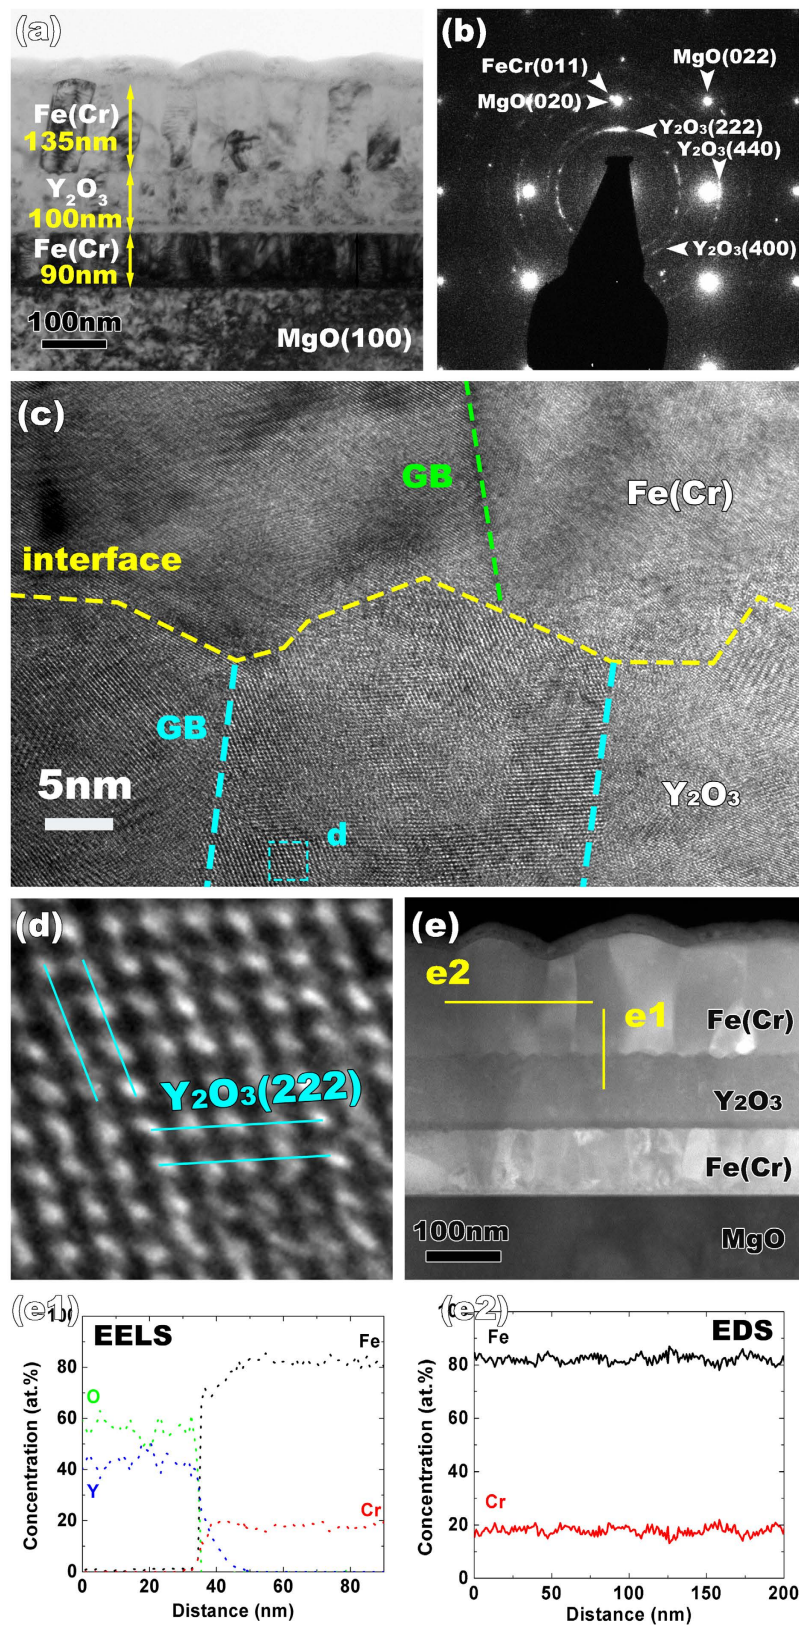 (a)
Fe(Cr)
135nm
Y2O3
100nm
Fe(Cr)
90nm
100nm
MgO(100)
(b)
FeCr(011)
MgO(022)
MgO(020)
Y2O3(222)
Y2O3(440)
Y2O3(400)
(c)
GB
Fe(Cr)
interface
GB
5nm
Y2O3
d
(d)
Y2O3(222)
(e)
e2
e1
Fe(Cr)
Y2O3
Fe(Cr)
100nm
MgO
(e1)
EELS
Fe
O
Y
Cr
Concentration (at.%)
100
80
60
40
20
0
0 20 40 60 80
Distance (nm)
(e2)
EDS
Fe
Cr
Concentration (at.%)
100
80
60
40
20
0
0 50 100 150 200
Distance (nm)